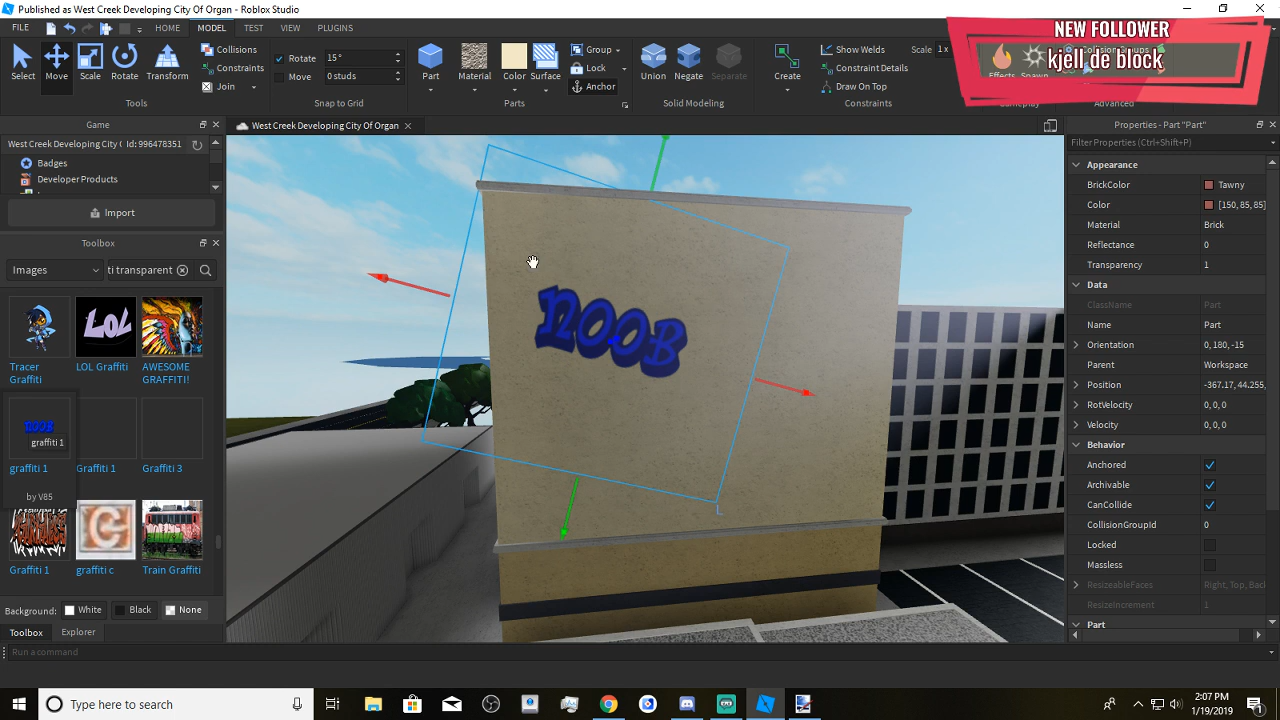 Published as West Creek Developing City Of Organ - Roblox Studio
FILE HOME MODEL TEST VIEW PLUGINS
NEW FOLLOWER
kjell de block
Select Move Scale Rotate Transform
Collisions
Constraints
Join
Tools
Rotate 15°
Move 0 studs
Snap to Grid
Part Material Color Surface
Group
Lock
Anchor
Parts
Union Negate Separate
Solid Modeling
Create
Show Welds Scale 1x
Constraint Details
Draw On Top
Constraints
Effects Spawn
Advanced
Game
West Creek Developing City ( Id: 996478351
Badges
Developer Products
Import
Toolbox
Images ti transparent
LOL
Tracer Graffiti
LOL Graffiti
AWESOME GRAFFITI!
NOOB
graffiti 1
graffiti 1 Graffiti 1 Graffiti 3
by V85
G
Graffiti 1 graffiti c Train Graffiti
Background: White Black None
Toolbox Explorer
Run a command
West Creek Developing City Of Organ
NOOB
L
Properties - Part "Part"
Filter Properties (Ctrl+Shift+P)
Appearance
BrickColor Tawny
Color [150, 85, 85]
Material Brick
Reflectance 0
Transparency 1
Data
ClassName Part
Name Part
Orientation 0, 180, -15
Parent Workspace
Position -367.17, 44.255,
RotVelocity 0, 0, 0
Velocity 0, 0, 0
Behavior
Anchored
Archivable
CanCollide
CollisionGroupId 0
Locked
Massless
ResizeableFaces Right, Top, Bac
ResizeIncrement 1
Part
Type here to search
2:07 PM
1/19/2019
1